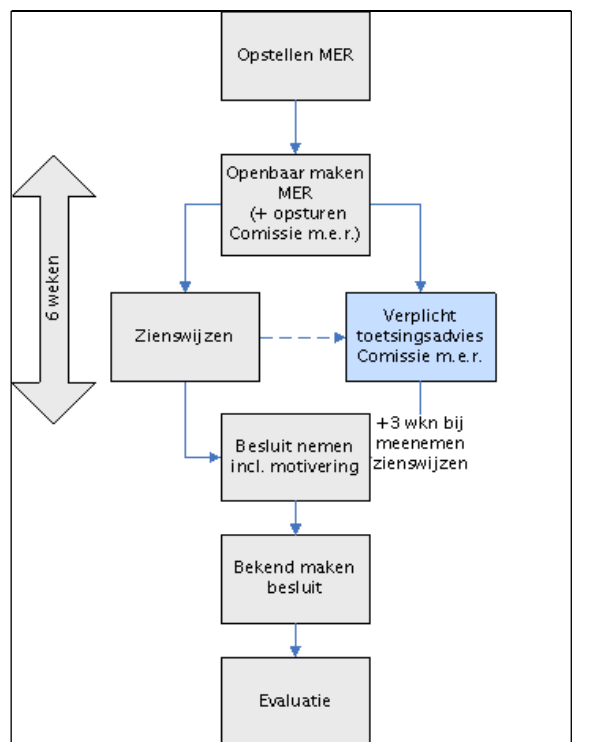 Opstellen MER
Openbaar maken
MER
(+ opsturen
Comissie m.e.r.)
6 weken
Zienswijzen
Verplicht
toetsingsadvies
Comissie m.e.r.
+3 wkn bij
meenemen
zienswijzen
Besluit nemen
incl. motivering
Bekend maken
besluit
Evaluatie